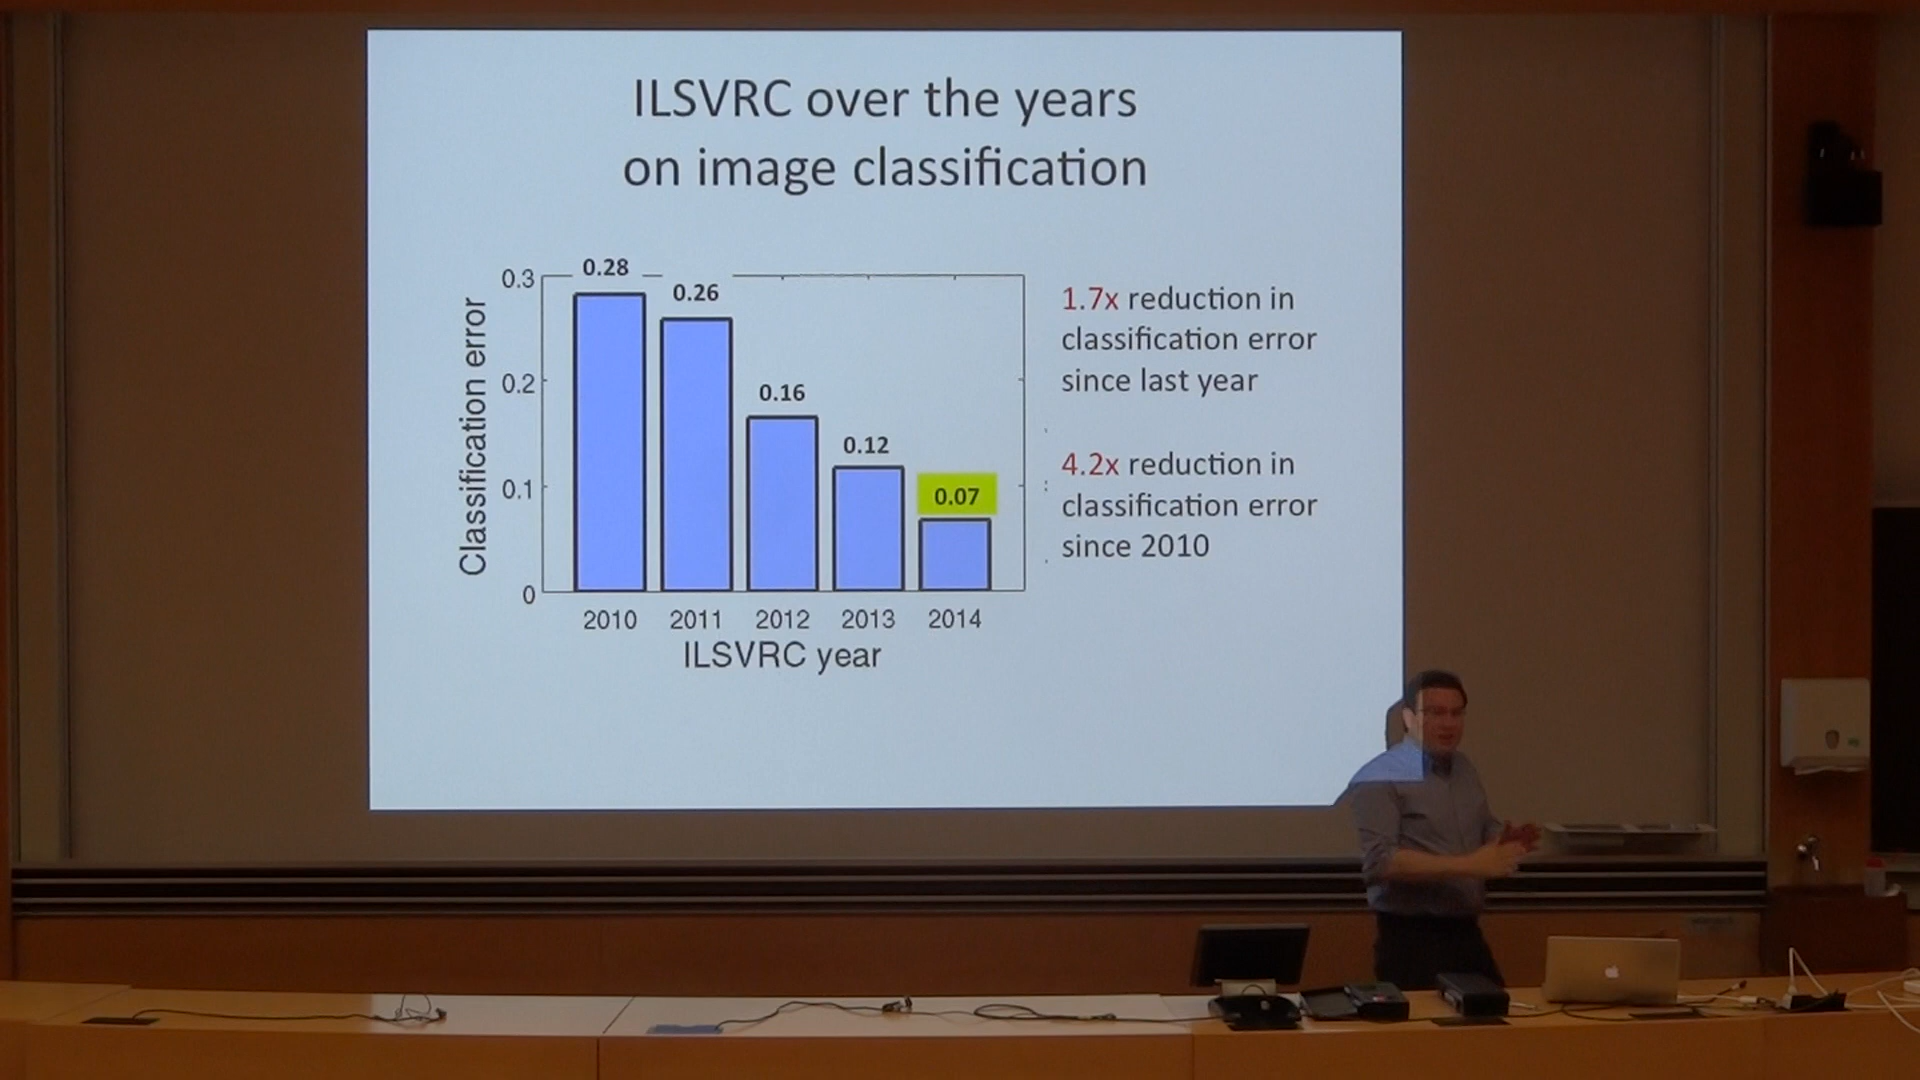 ILSVRC over the years
on image classification
0.3
0.2
0.1
0
Classification error
0.28
0.26
0.16
0.12
0.07
2010 2011 2012 2013 2014
ILSVRC year
1.7x reduction in
classification error
since last year
4.2x reduction in
classification error
since 2010